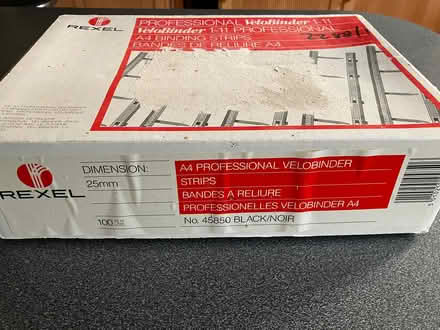 REXEL
PROFESSIONAL VeloBinder 1-11
VeloBinder 1-11 PROFESSIONAL
A4 BINDING STRIPS
BANDES DE RELIURE A4
REXEL
DIMENSION:
25mm
100
A4 PROFESSIONAL VELOBINDER
STRIPS
BANDES A RELIURE
PROFESSIONELLES VELOBINDER A4
No. 45850 BLACK/NOIR